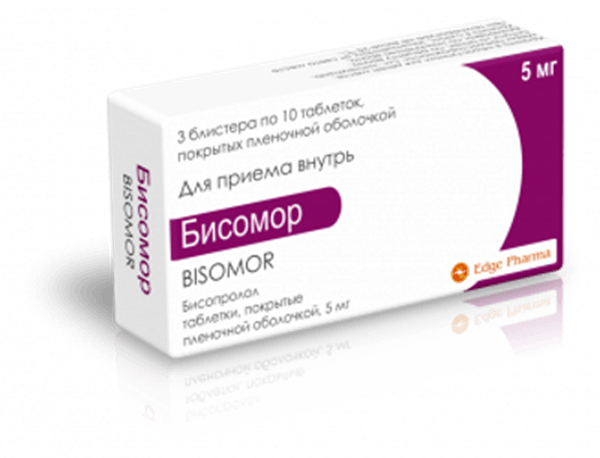 5 мг
3 блистера по 10 таблеток,
покрытых пленочной оболочкой
Для приема внутрь
Бисомор
BISOMOR
Бисопролол
таблетки, покрытые
пленочной оболочкой, 5 мг
Edge Pharma
Бисомор
BISOMOR